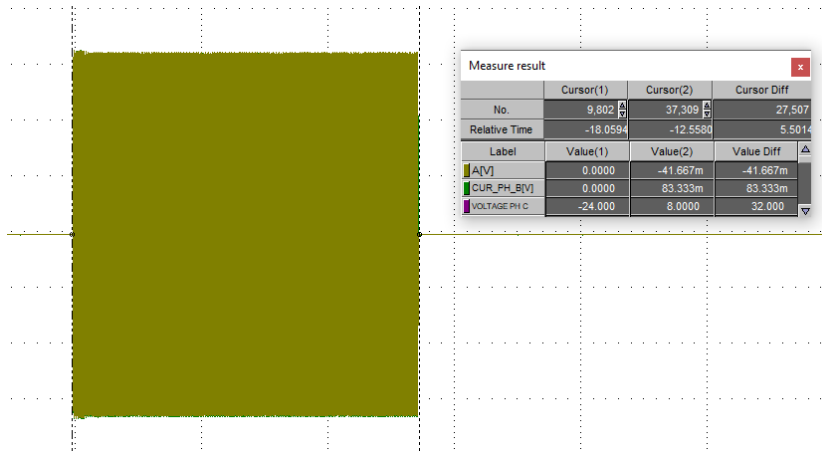 Measure result x
Cursor(1) Cursor(2) Cursor Diff
No. 9,802 37,309 27,507
Relative Time -18.0594 -12.5580 5.5014
Label Value(1) Value(2) Value Diff
A[V] 0.0000 -41.667m -41.667m
CUR_PH_B[V] 0.0000 83.333m 83.333m
VOLTAGE PH C -24.000 8.0000 32.000